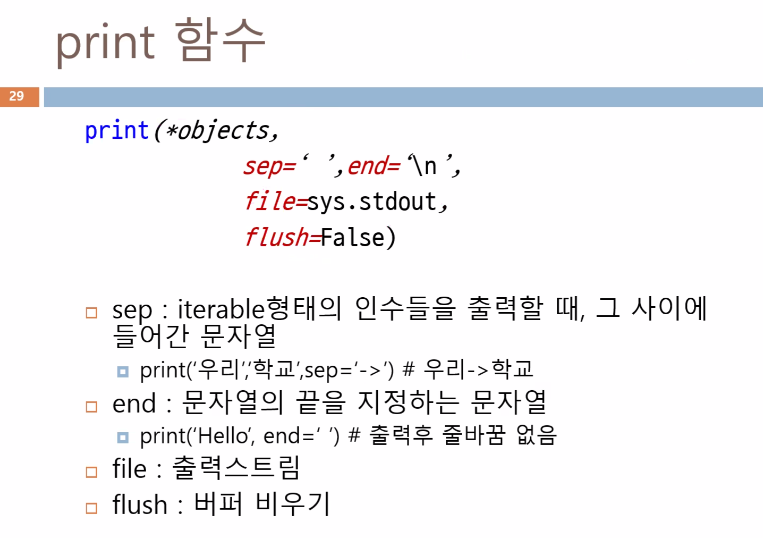 print 함수
29
print(*objects,
sep=‘ ’,end=‘\n’,
file=sys.stdout,
flush=False)
sep : iterable형태의 인수들을 출력할 때, 그 사이에
들어간 문자열
print(‘우리’,‘학교’,sep=‘->’) # 우리->학교
end : 문자열의 끝을 지정하는 문자열
print(‘Hello’, end=‘ ’) # 출력후 줄바꿈 없음
file : 출력스트림
flush : 버퍼 비우기